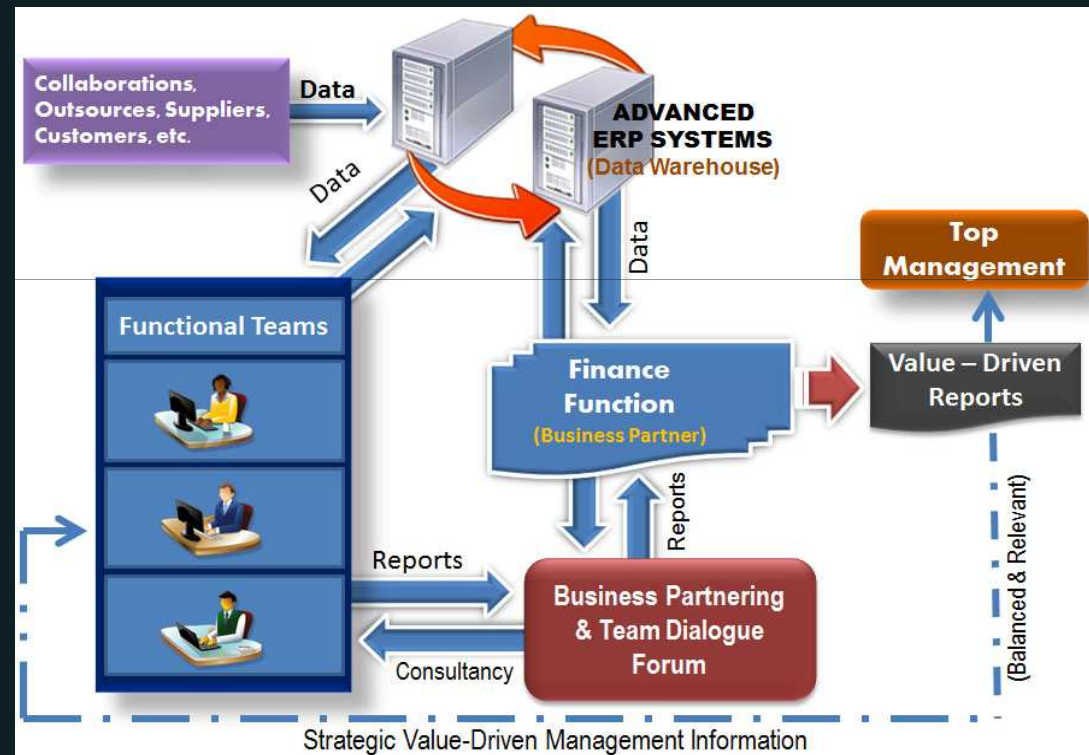 Collaborations,
Outsources, Suppliers,
Customers, etc.
Data
ADVANCED
ERP SYSTEMS
(Data Warehouse)
Data
Data
Top
Management
Functional Teams
Finance
Function
(Business Partner)
Value – Driven
Reports
Reports
Reports
Business Partnering
& Team Dialogue
Forum
Consultancy
(Balanced & Relevant)
Strategic Value-Driven Management Information